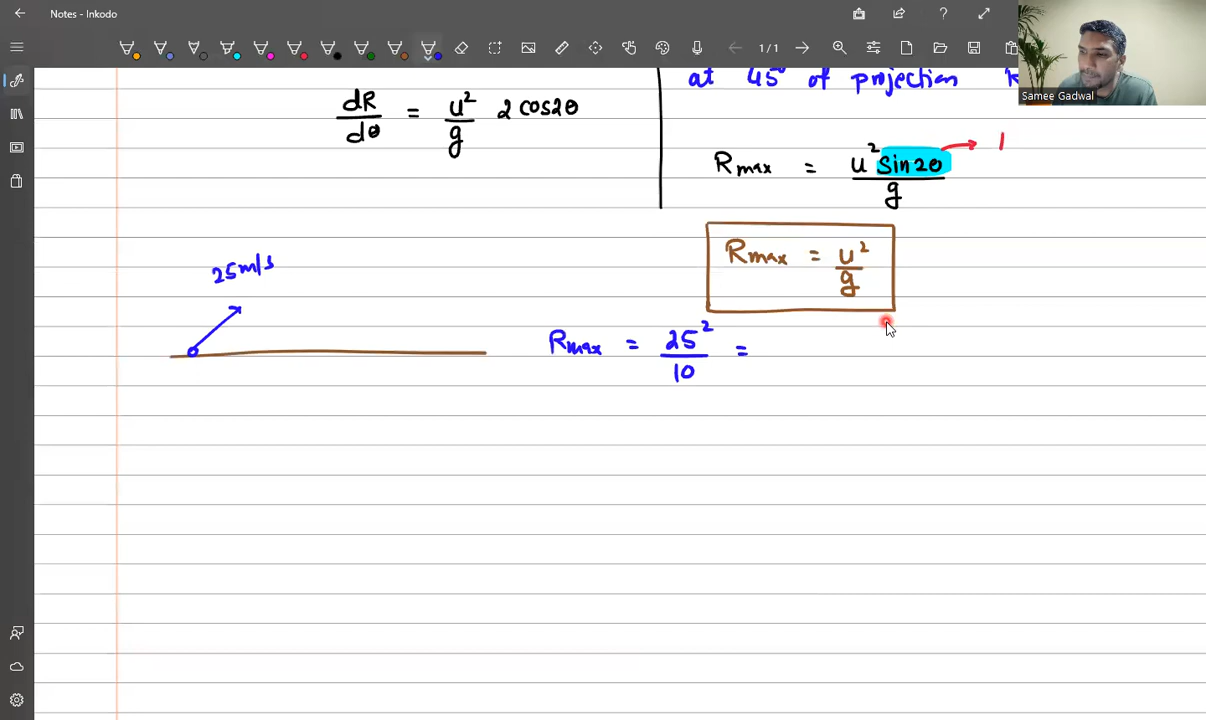 Notes - Inkodo
1/1
Samee Gadwal
at 45° of projection
dR/dθ = u²/g 2 cos2θ
Rmax = u² Sin2θ/g → 1
Rmax = u²/g
25m/s
Rmax = 25²/10 =